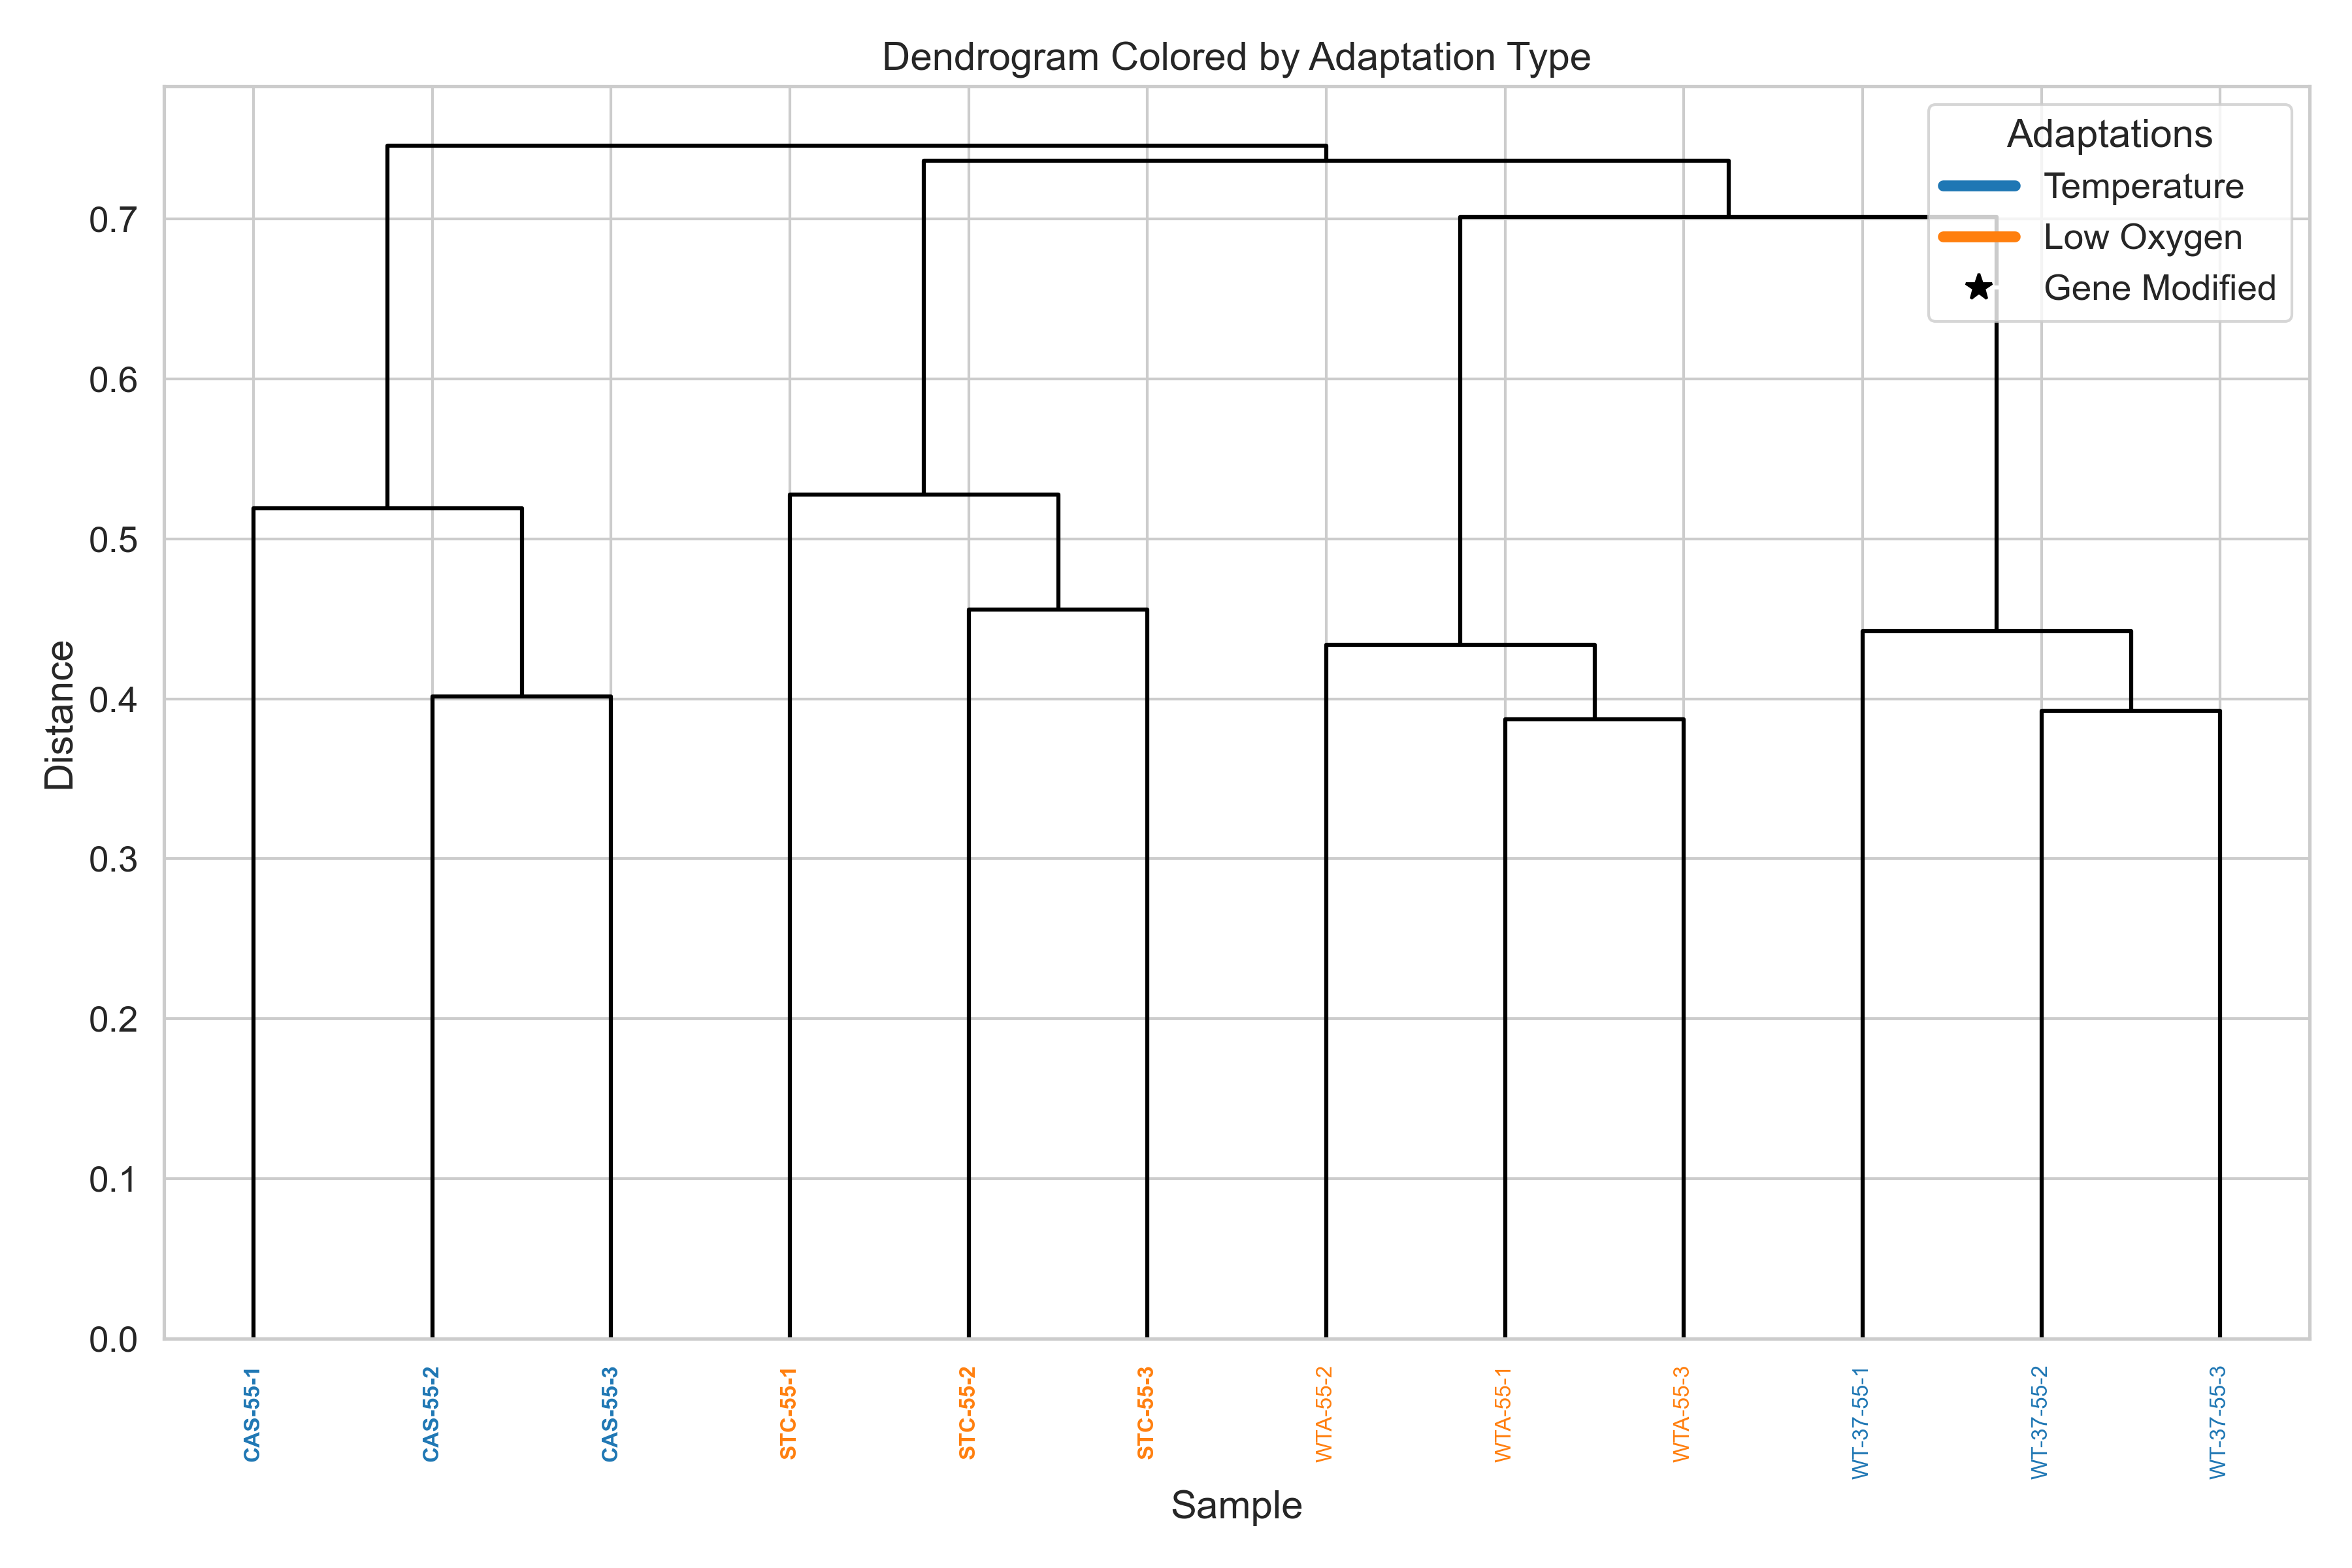 Dendrogram Colored by Adaptation Type
Adaptations
Temperature
Low Oxygen
Gene Modified
0.7
0.6
0.5
0.4
0.3
0.2
0.1
0.0
Distance
CAS-55-1
CAS-55-2
CAS-55-3
STC-55-1
STC-55-2
STC-55-3
WTA-55-2
WTA-55-1
WTA-55-3
WT-37-55-1
WT-37-55-2
WT-37-55-3
Sample